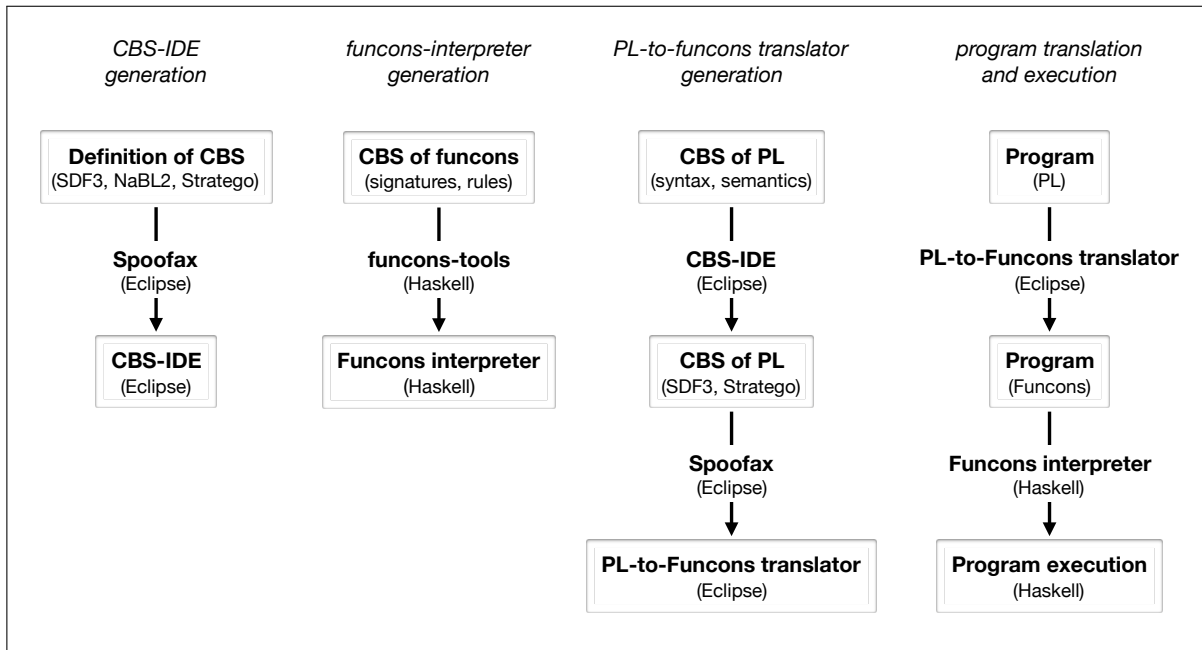 CBS-IDE
generation
funcons-interpreter
generation
PL-to-funcons translator
generation
program translation
and execution
Definition of CBS
(SDF3, NaBL2, Stratego)
Spoofax
(Eclipse)
CBS-IDE
(Eclipse)
CBS of funcons
(signatures, rules)
funcons-tools
(Haskell)
Funcons interpreter
(Haskell)
CBS of PL
(syntax, semantics)
CBS-IDE
(Eclipse)
CBS of PL
(SDF3, Stratego)
Spoofax
(Eclipse)
PL-to-Funcons translator
(Eclipse)
Program
(PL)
PL-to-Funcons translator
(Eclipse)
Program
(Funcons)
Funcons interpreter
(Haskell)
Program execution
(Haskell)